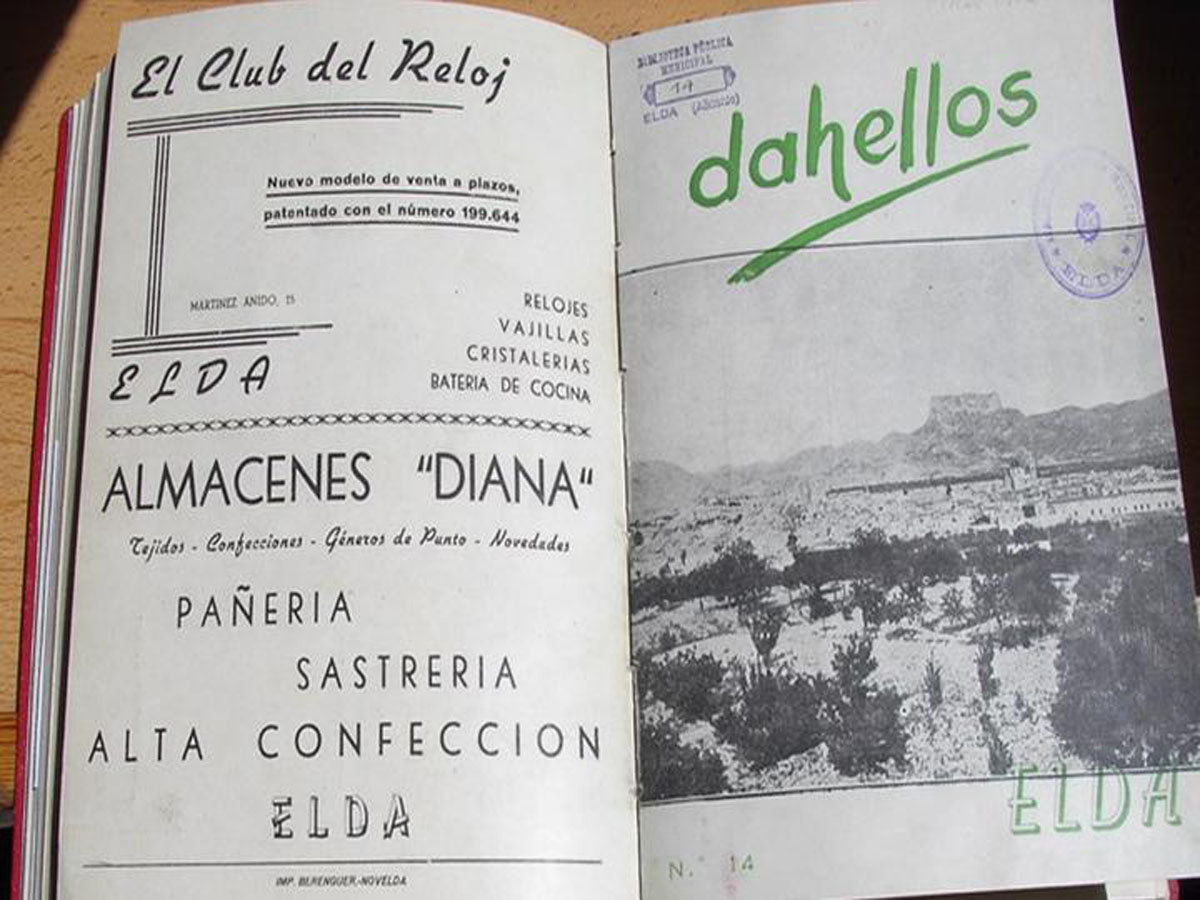 El Club del Reloj
Nuevo modelo de venta a plazos,
patentado con el número 199.644
MARTINEZ ANIDO, 15
RELOJES
VAJILLAS
CRISTALERIAS
BATERIA DE COCINA
ELDA
ALMACENES "DIANA"
Tejidos - Confecciones - Géneros de Punto - Novedades
PAÑERIA
SASTRERIA
ALTA CONFECCION
ELDA
IMP. BERENGUER.-NOVELDA
BIBLIOTECA PÚBLICA
MUNICIPAL
14
ELDA (Alicante)
dahellos
ELDA
ELDA
N.° 14